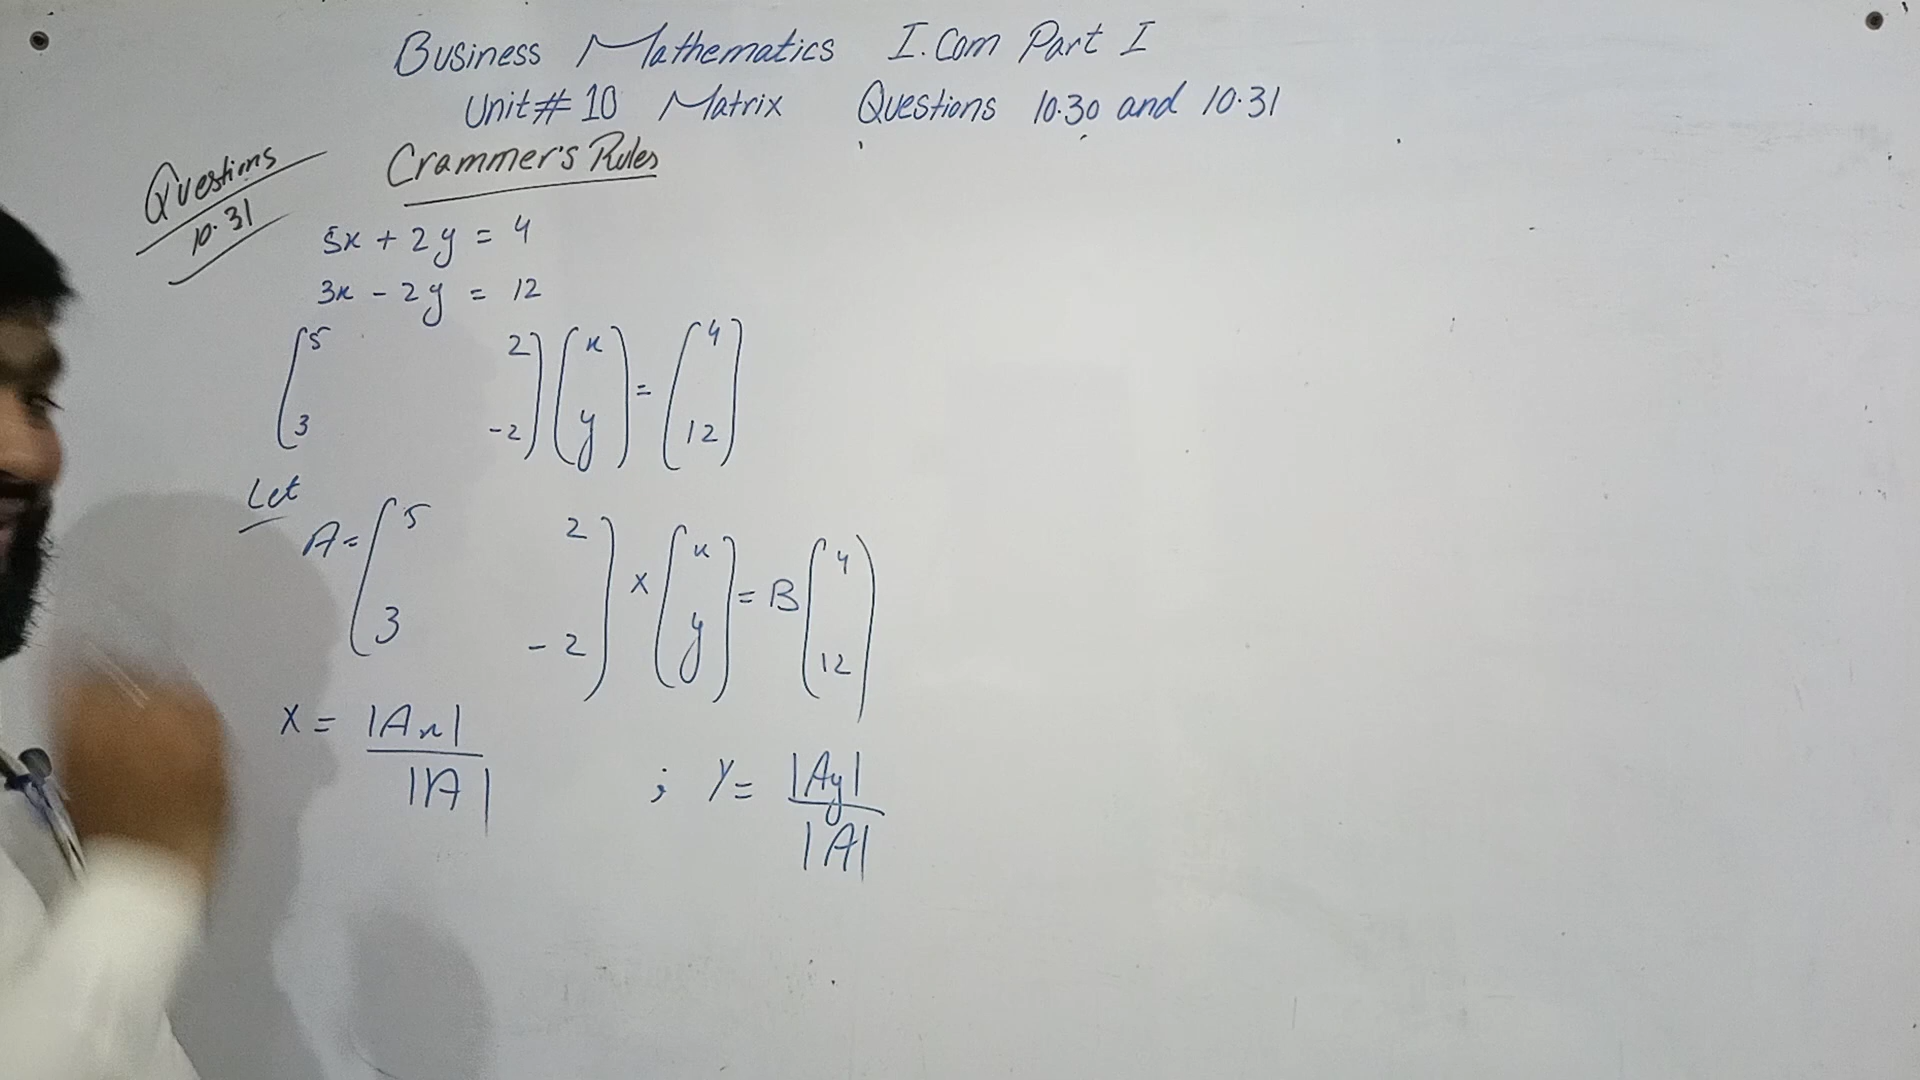 Business Mathematics I.Com Part I
Unit# 10 Matrix Questions 10.30 and 10.31
Questions
10.31
Crammer's Rules
5x + 2y = 4
3x - 2y = 12
[5 2] [x] = [4]
[3 -2] [y] [12]
Let
A = [5 2] x [x] = B [4]
[3 -2] [y] [12]
X = |Ax| / |A| ; Y = |Ay| / |A|